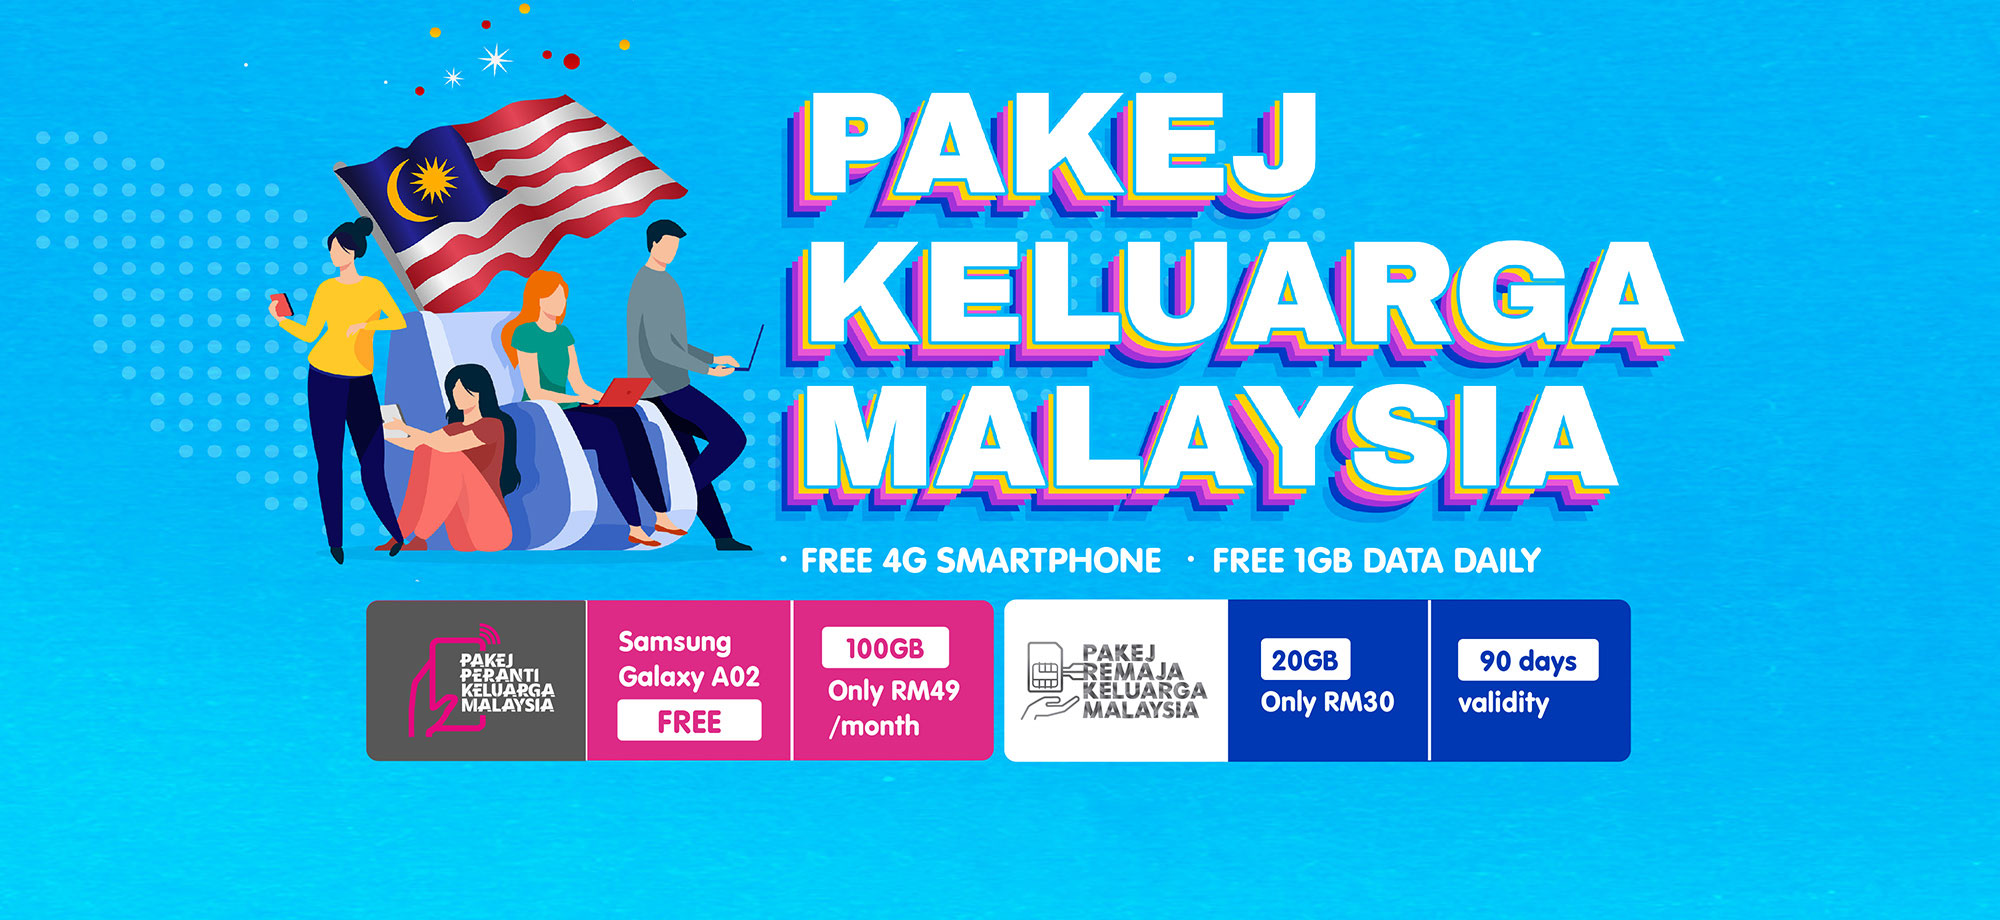 PAKEJ
KELUARGA
MALAYSIA
· FREE 4G SMARTPHONE · FREE 1GB DATA DAILY
PAKEJ
PERANTI
KELUARGA
MALAYSIA
Samsung
Galaxy A02
FREE
100GB
Only RM49
/month
PAKEJ
REMAJA
KELUARGA
MALAYSIA
20GB
Only RM30
90 days
validity